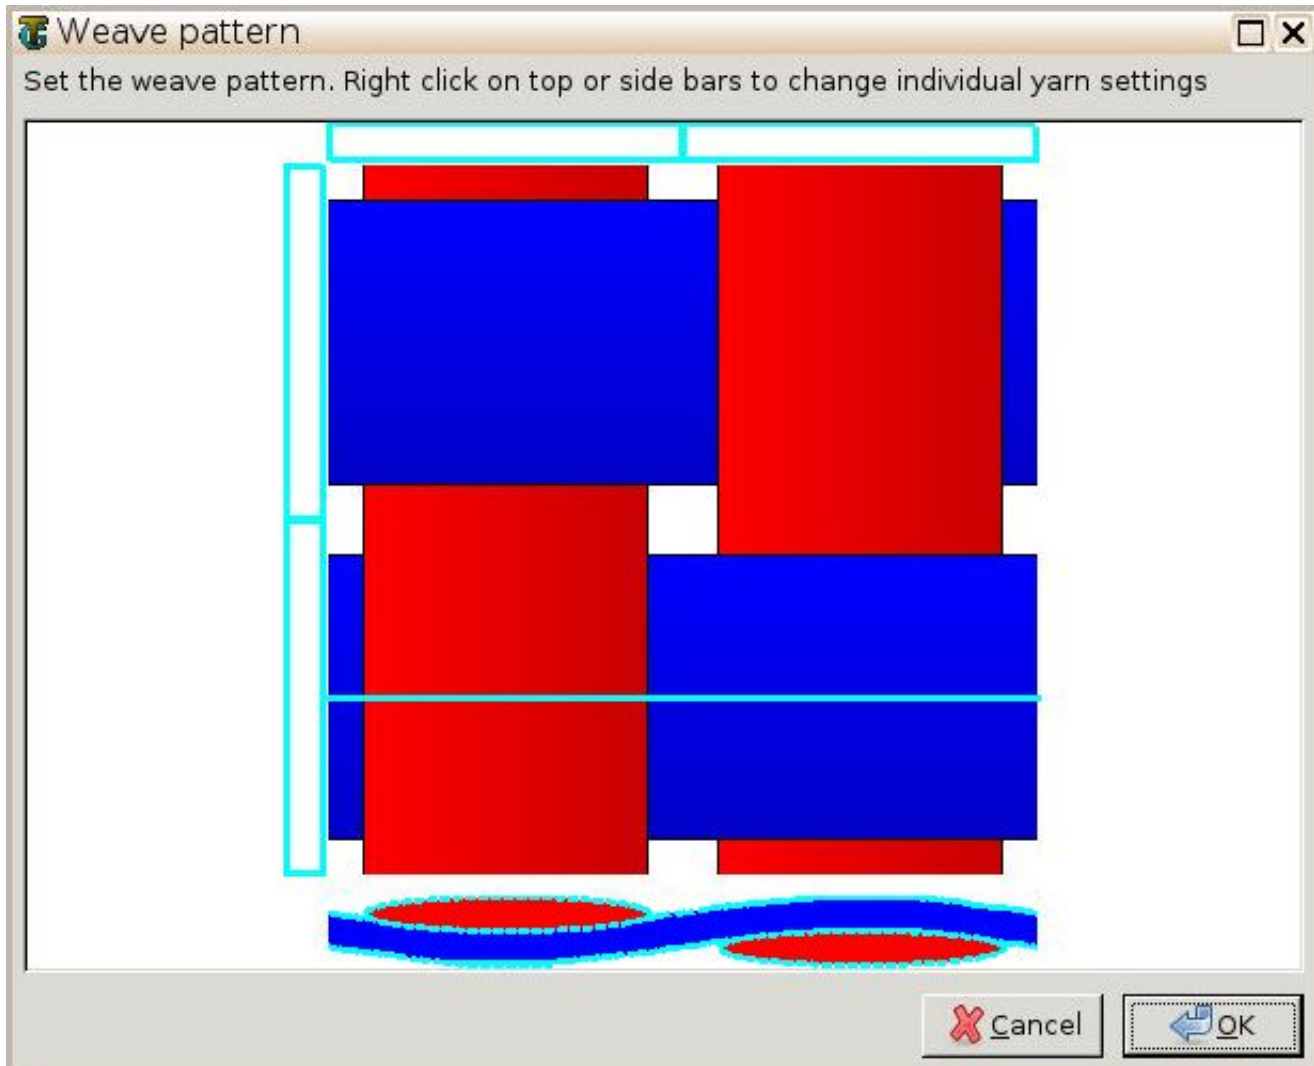 Weave pattern
Set the weave pattern. Right click on top or side bars to change individual yarn settings
Cancel
OK